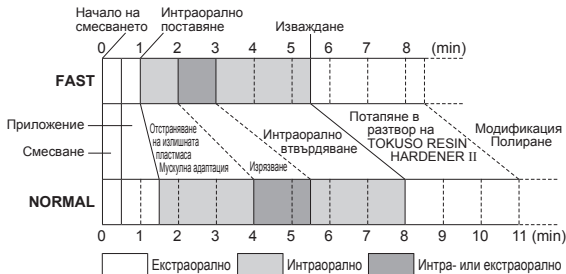 Начало на
смесването
Интраорално
поставяне
Изваждане
0 1 2 3 4 5 6 7 8 (min)
FAST
Приложение
Смесване
Отстраняване
на излишната
пластмаса
Мускулна адаптация
Изрязване
Интраорално
втвърдяване
Потапяне в
разтвор на
TOKUSO RESIN
HARDENER II
Модификация
Полиране
NORMAL
0 1 2 3 4 5 6 7 8 9 10 11 (min)
Екстраорално Интраорално Интра- или екстраорално